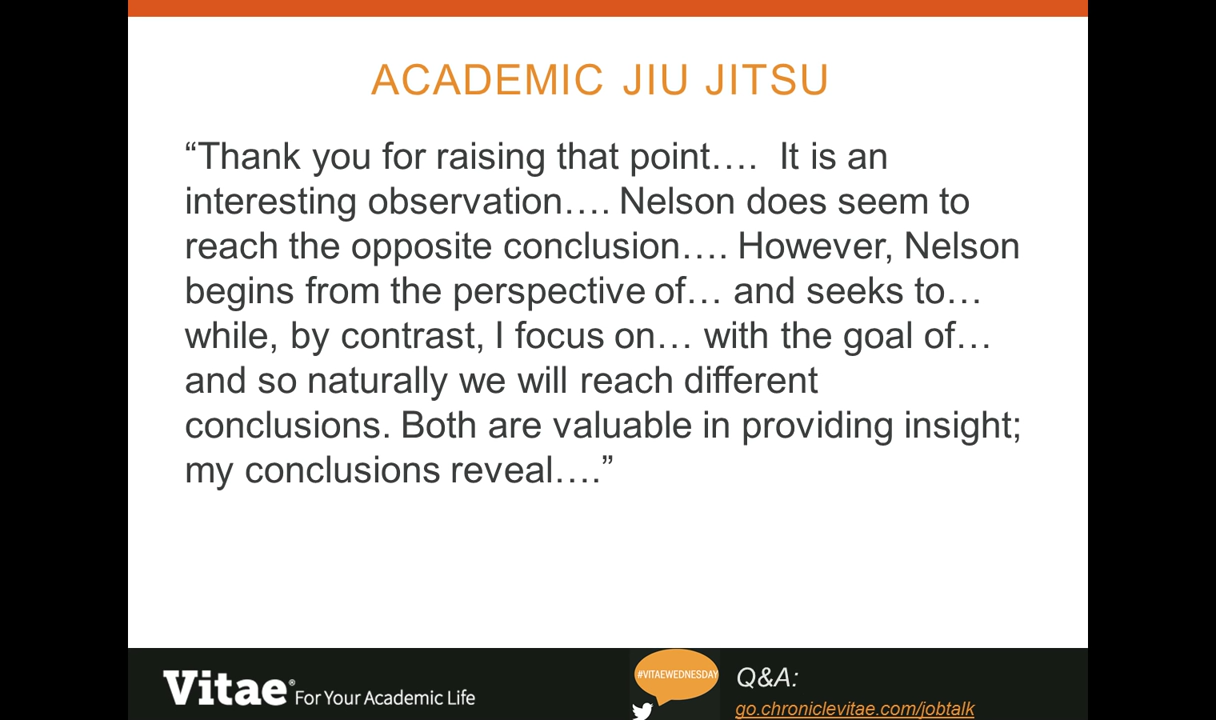 ACADEMIC JIU JITSU
“Thank you for raising that point….  It is an
interesting observation…. Nelson does seem to
reach the opposite conclusion…. However, Nelson
begins from the perspective of… and seeks to…
while, by contrast, I focus on… with the goal of…
and so naturally we will reach different
conclusions. Both are valuable in providing insight;
my conclusions reveal….”
Vitae® For Your Academic Life
#VITAEWEDNESDAY
Q&A:
go.chroniclevitae.com/jobtalk